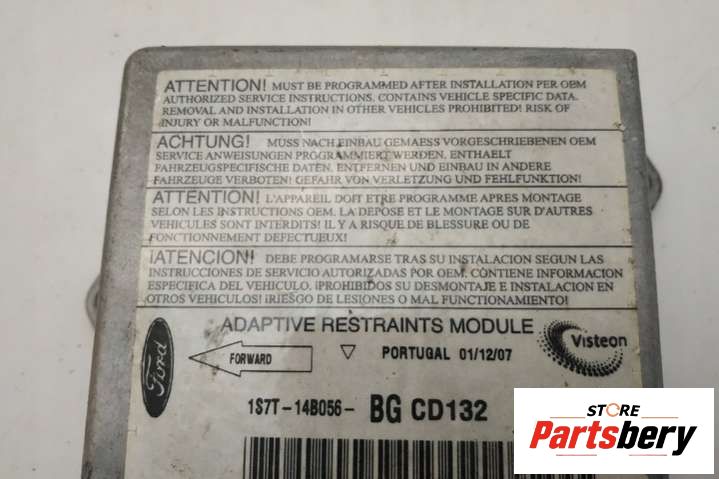 ATTENTION! MUST BE PROGRAMMED AFTER INSTALLATION PER OEM
AUTHORIZED SERVICE INSTRUCTIONS. CONTAINS VEHICLE SPECIFIC DATA.
REMOVAL AND INSTALLATION IN OTHER VEHICLES PROHIBITED! RISK OF
INJURY OR MALFUNCTION!
ACHTUNG! MUSS NACH EINBAU GEMAESS VORGESCHRIEBENEN OEM
SERVICE ANWEISUNGEN PROGRAMMIERT WERDEN. ENTHAELT
FAHRZEUGSPEZIFISCHE DATEN. ENTFERNEN UND EINBAU IN ANDERE
FAHRZEUGE VERBOTEN! GEFAHR VON VERLETZUNG UND FEHLFUNKTION!
ATTENTION! L'APPAREIL DOIT ETRE PROGRAMME APRES MONTAGE
SELON LES INSTRUCTIONS OEM. LA DEPOSE ET LE MONTAGE SUR D'AUTRES
VEHICULES SONT INTERDITS! IL Y A RISQUE DE BLESSURE OU DE
FONCTIONNEMENT DEFECTUEUX!
¡ATENCION! DEBE PROGRAMARSE TRAS SU INSTALACION SEGUN LAS
INSTRUCCIONES DE SERVICIO AUTORIZADAS POR OEM. CONTIENE INFORMACION
ESPECIFICA DEL VEHICULO. ¡PROHIBIDOS SU DESMONTAJE E INSTALACION EN
OTROS VEHICULOS! ¡RIESGO DE LESIONES O MAL FUNCIONAMIENTO!
ADAPTIVE RESTRAINTS MODULE
Ford
FORWARD
PORTUGAL 01/12/07
Visteon
1S7T-14B056- BG CD132
STORE
Partsbery